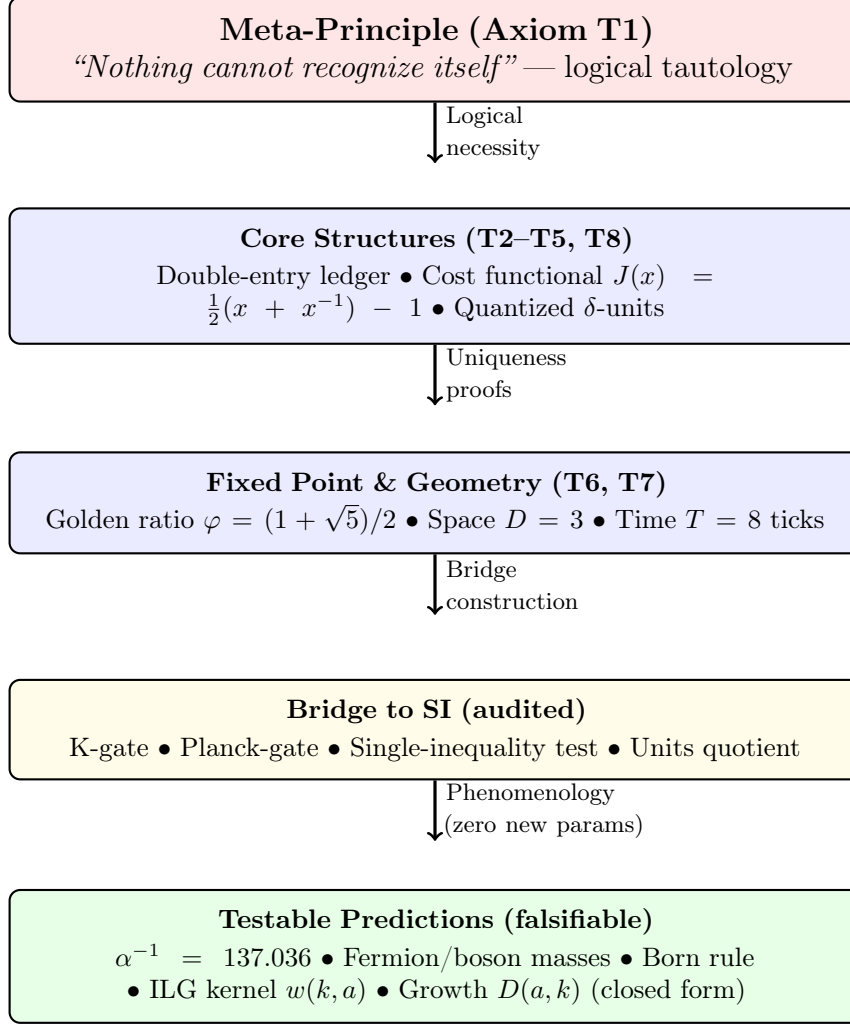 Meta-Principle (Axiom T1)
“Nothing cannot recognize itself” — logical tautology
Logical
necessity
Core Structures (T2–T5, T8)
Double-entry ledger • Cost functional J(x) =
½(x + x⁻¹) − 1 • Quantized δ-units
Uniqueness
proofs
Fixed Point & Geometry (T6, T7)
Golden ratio φ = (1 + √5)/2 • Space D = 3 • Time T = 8 ticks
Bridge
construction
Bridge to SI (audited)
K-gate • Planck-gate • Single-inequality test • Units quotient
Phenomenology
(zero new params)
Testable Predictions (falsifiable)
α⁻¹ = 137.036 • Fermion/boson masses • Born rule
• ILG kernel w(k, a) • Growth D(a, k) (closed form)